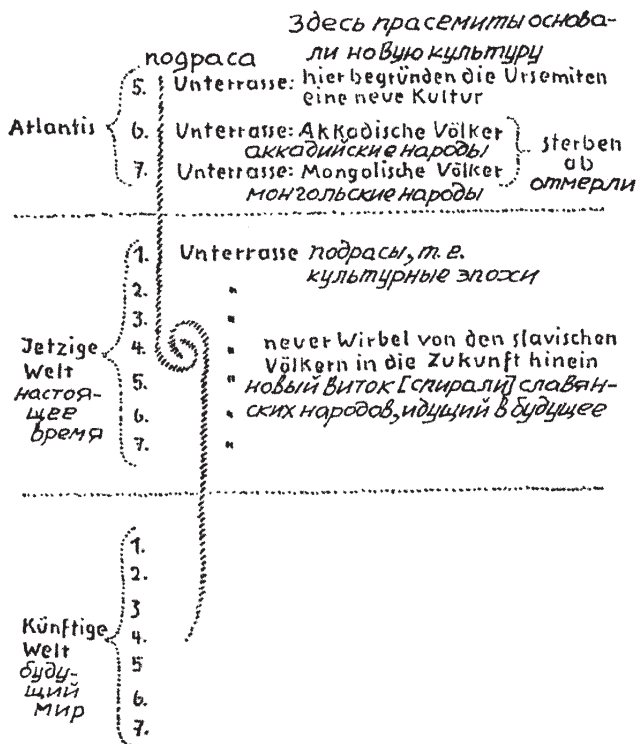 Здесь прасемиты основа-
ли новую культуру
подраса
5. Unterrasse: hier begründen die Ursemiten
eine neue Kultur
Atlantis
6. Unterrasse: Akkadische Völker
аккадийские народы
7. Unterrasse: Mongolische Völker
монгольские народы
sterben
ab
отмерли
1. Unterrasse подрасы, т. е.
культурные эпохи
2. "
3. "
Jetzige
Welt
настоя-
щее
время
4. "
5. "
6. "
7. "
neuer Wirbel von den slavischen
Völkern in die Zukunft hinein
новый виток [спирали] славян-
ских народов, идущий в будущее
Künftige
Welt
буду-
щий
мир
1.
2.
3
4.
5
6.
7.